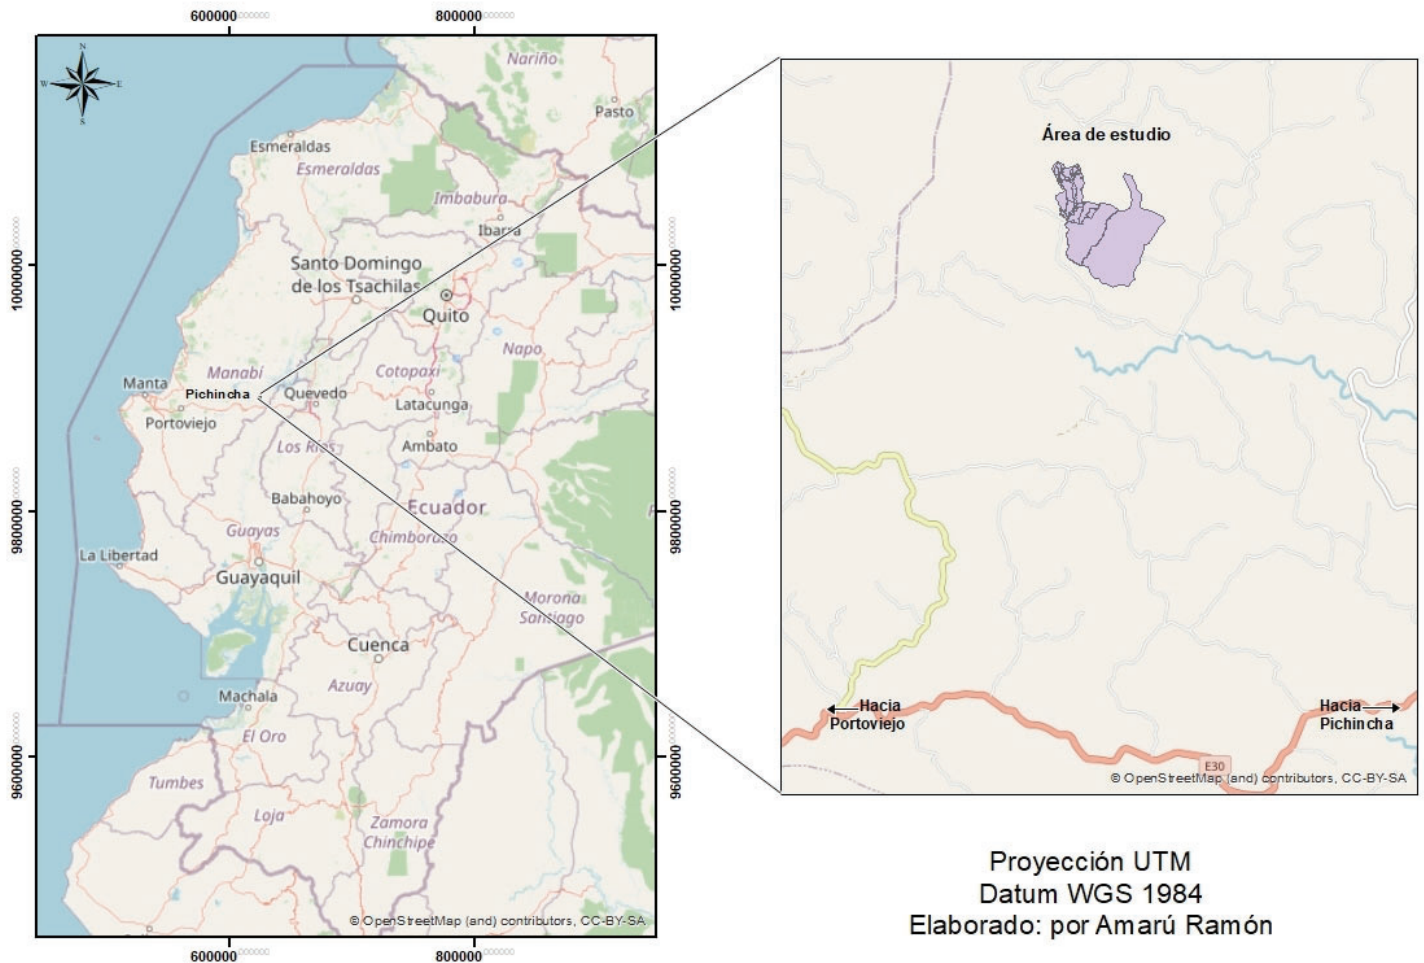 600000
800000
N
W
E
S
Nariño
Pasto
Esmeraldas
Esmeraldas
Imbabura
Ibarra
10000000
10000000
Santo Domingo
de los Tsachilas
Quito
Napo
Manabí
Cotopaxi
Manta
Pichincha
Quevedo
Latacunga
Portoviejo
Los Ríos
Ambato
Babahoyo
Ecuador
9800000
9800000
Guayas
Chimborazo
La Libertad
Guayaquil
Morona
Santiago
Cuenca
Azuay
Machala
El Oro
9600000
9600000
Tumbes
Loja
Zamora
Chinchipe
© OpenStreetMap (and) contributors, CC-BY-SA
600000
800000
Área de estudio
Hacia
Portoviejo
Hacia
Pichincha
E30
© OpenStreetMap (and) contributors, CC-BY-SA
Proyección UTM
Datum WGS 1984
Elaborado: por Amarú Ramón